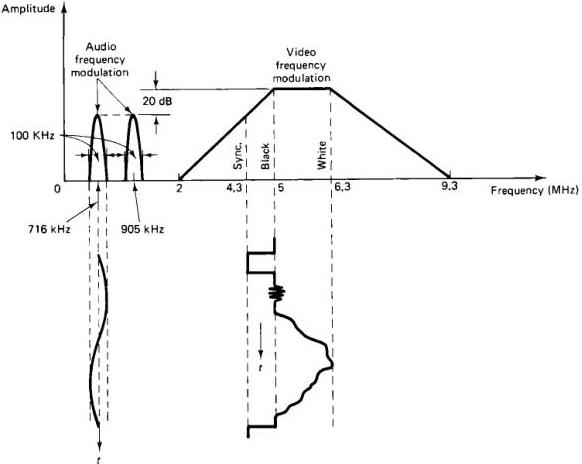 Amplitude
Audio
frequency
modulation
Video
frequency
modulation
20 dB
100 KHz
Sync.
Black
White
0
2
4,3
5
6.3
9.3
Frequency (MHz)
716 kHz
905 kHz
t
t